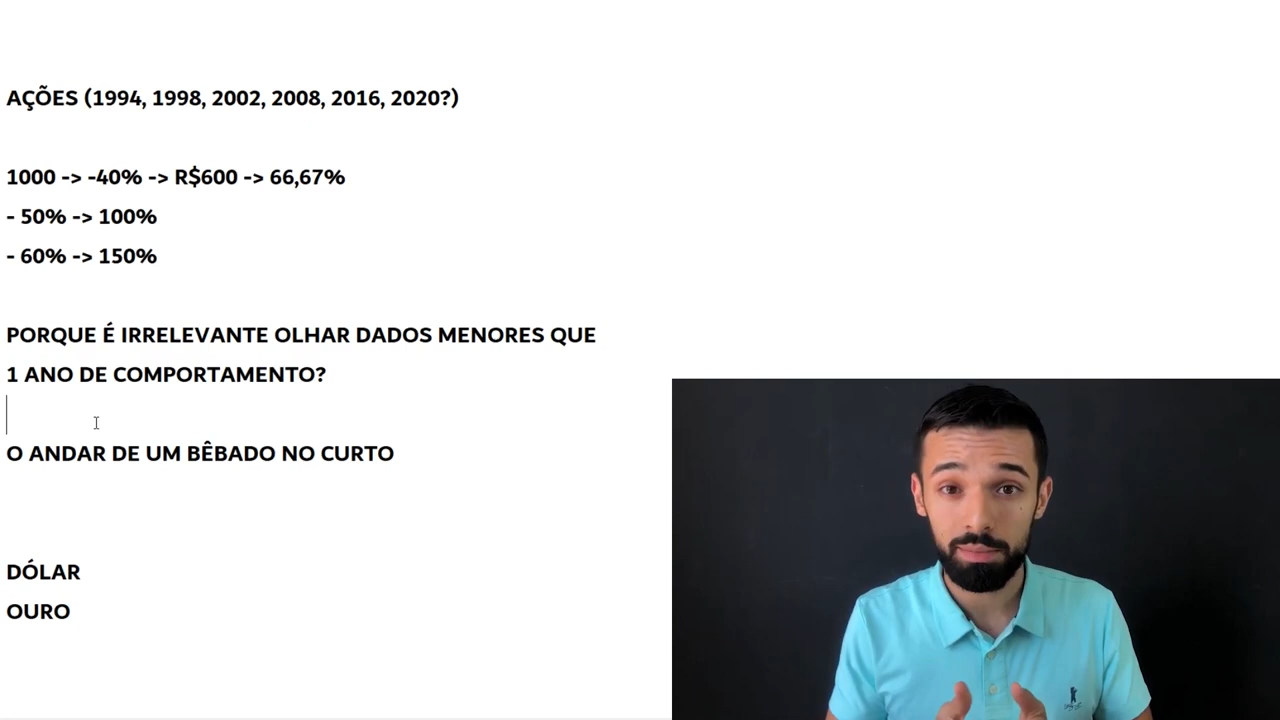 AÇÕES (1994, 1998, 2002, 2008, 2016, 2020?)
1000 -> -40% -> R$600 -> 66,67%
- 50% -> 100%
- 60% -> 150%
PORQUE É IRRELEVANTE OLHAR DADOS MENORES QUE
1 ANO DE COMPORTAMENTO?
O ANDAR DE UM BÊBADO NO CURTO
DÓLAR
OURO